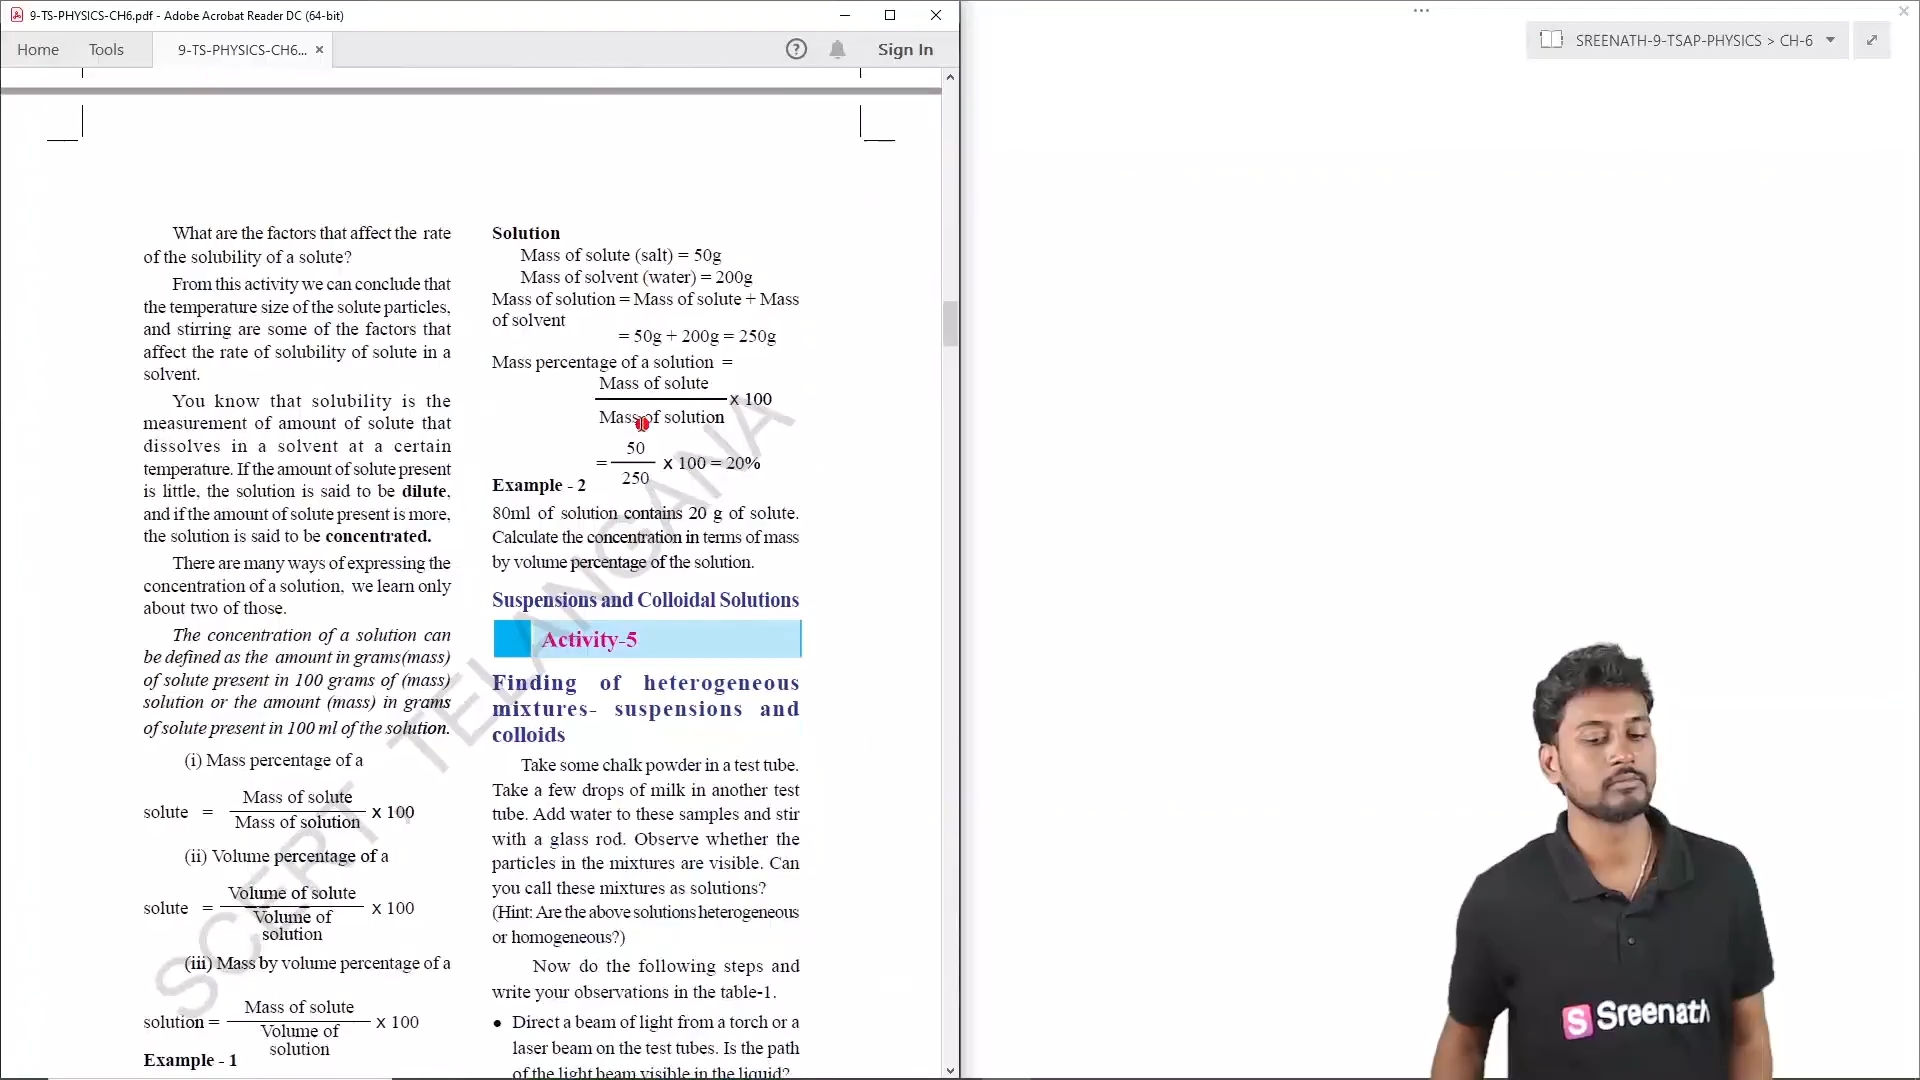 9-TS-PHYSICS-CH6.pdf - Adobe Acrobat Reader DC (64-bit)
Home
Tools
9-TS-PHYSICS-CH6...
Sign In
SREENATH-9-TSAP-PHYSICS > CH-6
What are the factors that affect the rate
of the solubility of a solute?
From this activity we can conclude that
the temperature size of the solute particles,
and stirring are some of the factors that
affect the rate of solubility of solute in a
solvent.
You know that solubility is the
measurement of amount of solute that
dissolves in a solvent at a certain
temperature. If the amount of solute present
is little, the solution is said to be dilute,
and if the amount of solute present is more,
the solution is said to be concentrated.
There are many ways of expressing the
concentration of a solution, we learn only
about two of those.
The concentration of a solution can
be defined as the amount in grams(mass)
of solute present in 100 grams of (mass)
solution or the amount (mass) in grams
of solute present in 100 ml of the solution.
(i) Mass percentage of a
Mass of solute
solute = x 100
Mass of solution
(ii) Volume percentage of a
Volume of solute
solute = x 100
Volume of
solution
(iii) Mass by volume percentage of a
Mass of solute
solution = x 100
Volume of
solution
Example - 1
Solution
Mass of solute (salt) = 50g
Mass of solvent (water) = 200g
Mass of solution = Mass of solute + Mass
of solvent
= 50g + 200g = 250g
Mass percentage of a solution =
Mass of solute
x 100
Mass of solution
50
= x 100 = 20%
250
Example - 2
80ml of solution contains 20 g of solute.
Calculate the concentration in terms of mass
by volume percentage of the solution.
Suspensions and Colloidal Solutions
Activity-5
Finding of heterogeneous
mixtures- suspensions and
colloids
Take some chalk powder in a test tube.
Take a few drops of milk in another test
tube. Add water to these samples and stir
with a glass rod. Observe whether the
particles in the mixtures are visible. Can
you call these mixtures as solutions?
(Hint: Are the above solutions heterogeneous
or homogeneous?)
Now do the following steps and
write your observations in the table-1.
• Direct a beam of light from a torch or a
laser beam on the test tubes. Is the path
of the light beam visible in the liquid?
SCERT, TELANGANA
S Sreenath